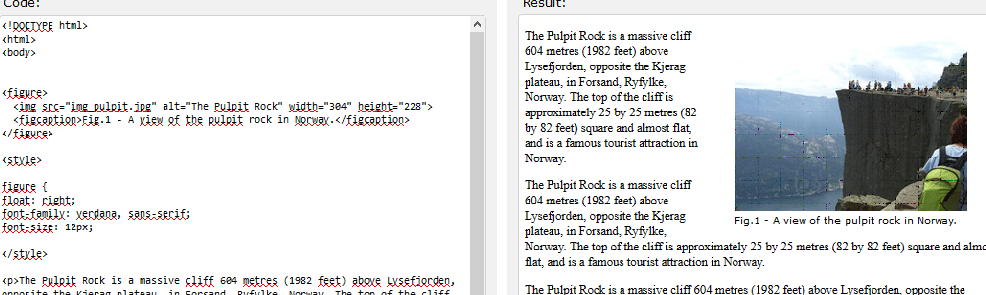 Code:
<!DOCTYPE html>
<html>
<body>
<figure>
<img src="img_pulpit.jpg" alt="The Pulpit Rock" width="304" height="228">
<figcaption>Fig.1 - A view of the pulpit rock in Norway.</figcaption>
</figure>
<style>
figure {
float: right;
font-family: verdana, sans-serif;
font-size: 12px;
</style>
<p>The Pulpit Rock is a massive cliff 604 metres (1982 feet) above Lysefjorden,
opposite the Kjerag plateau, in Forsand, Ryfylke, Norway. The top of the cliff
Result:
The Pulpit Rock is a massive cliff
604 metres (1982 feet) above
Lysefjorden, opposite the Kjerag
plateau, in Forsand, Ryfylke,
Norway. The top of the cliff is
approximately 25 by 25 metres (82
by 82 feet) square and almost flat,
and is a famous tourist attraction in
Norway.
The Pulpit Rock is a massive cliff
604 metres (1982 feet) above
Lysefjorden, opposite the Kjerag
plateau, in Forsand, Ryfylke,
Norway. The top of the cliff is approximately 25 by 25 metres (82 by 82 feet) square and almo
flat, and is a famous tourist attraction in Norway.
The Pulpit Rock is a massive cliff 604 metres (1982 feet) above Lysefjorden, opposite the
Fig.1 - A view of the pulpit rock in Norway.